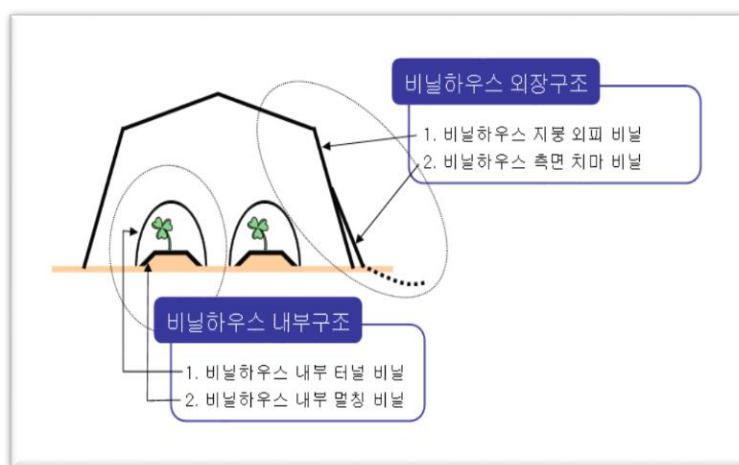 비닐하우스 외장구조
1. 비닐하우스 지붕 외피 비닐
2. 비닐하우스 측면 치마 비닐
비닐하우스 내부구조
1. 비닐하우스 내부 터널 비닐
2. 비닐하우스 내부 멀칭 비닐